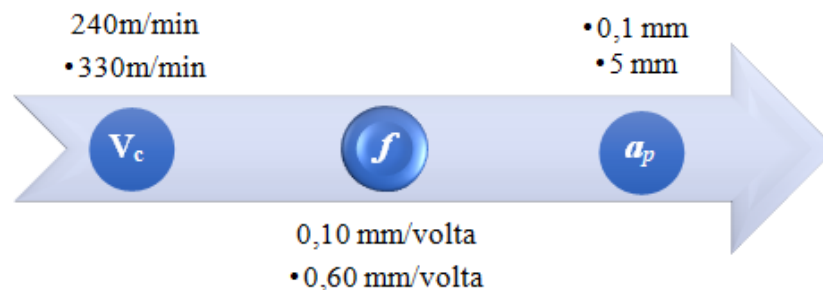 240m/min
•330m/min
•0,1 mm
•5 mm
Vc
f
ap
0,10 mm/volta
•0,60 mm/volta